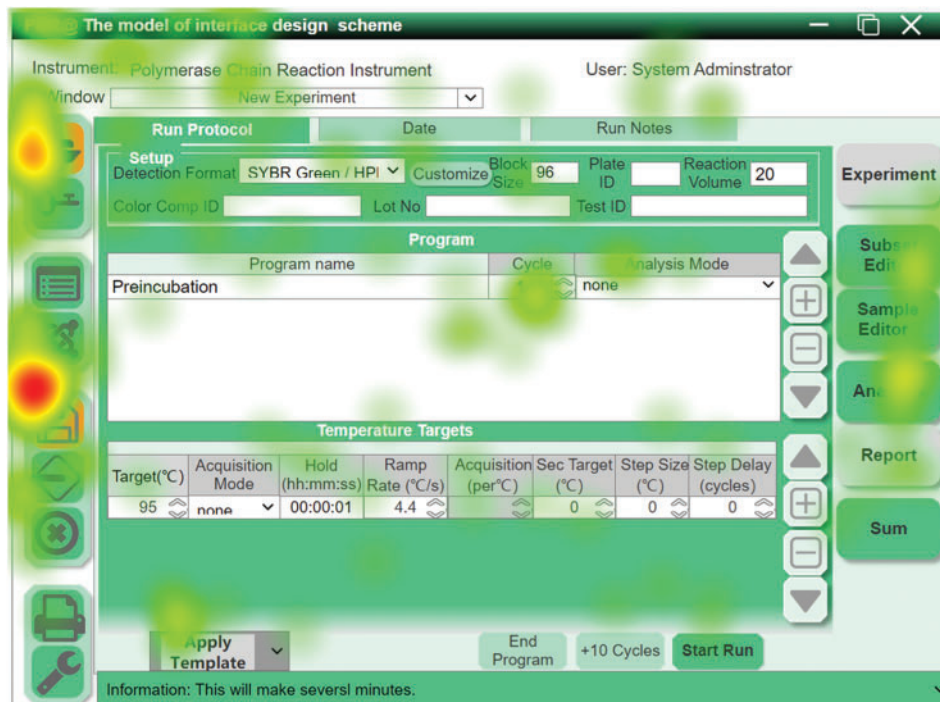 The model of interface design scheme
Instrument: Polymerase Chain Reaction Instrument
User: System Adminstrator
Window
New Experiment
Run Protocol
Date
Run Notes
Setup
Detection Format
SYBR Green / HPI
Customize
Block Size
96
Plate ID
Reaction Volume
20
Color Comp ID
Lot No
Test ID
Program
Program name
Cycle
Analysis Mode
Preincubation
none
Temperature Targets
Target(°C)
Acquisition Mode
Hold (hh:mm:ss)
Ramp Rate (°C/s)
Acquisition (per°C)
Sec Target (°C)
Step Size (°C)
Step Delay (cycles)
95
none
00:00:01
4.4
0
0
0
Apply Template
End Program
+10 Cycles
Start Run
Information: This will make seversl minutes.
Experiment
Sample Editor
Report
Sum